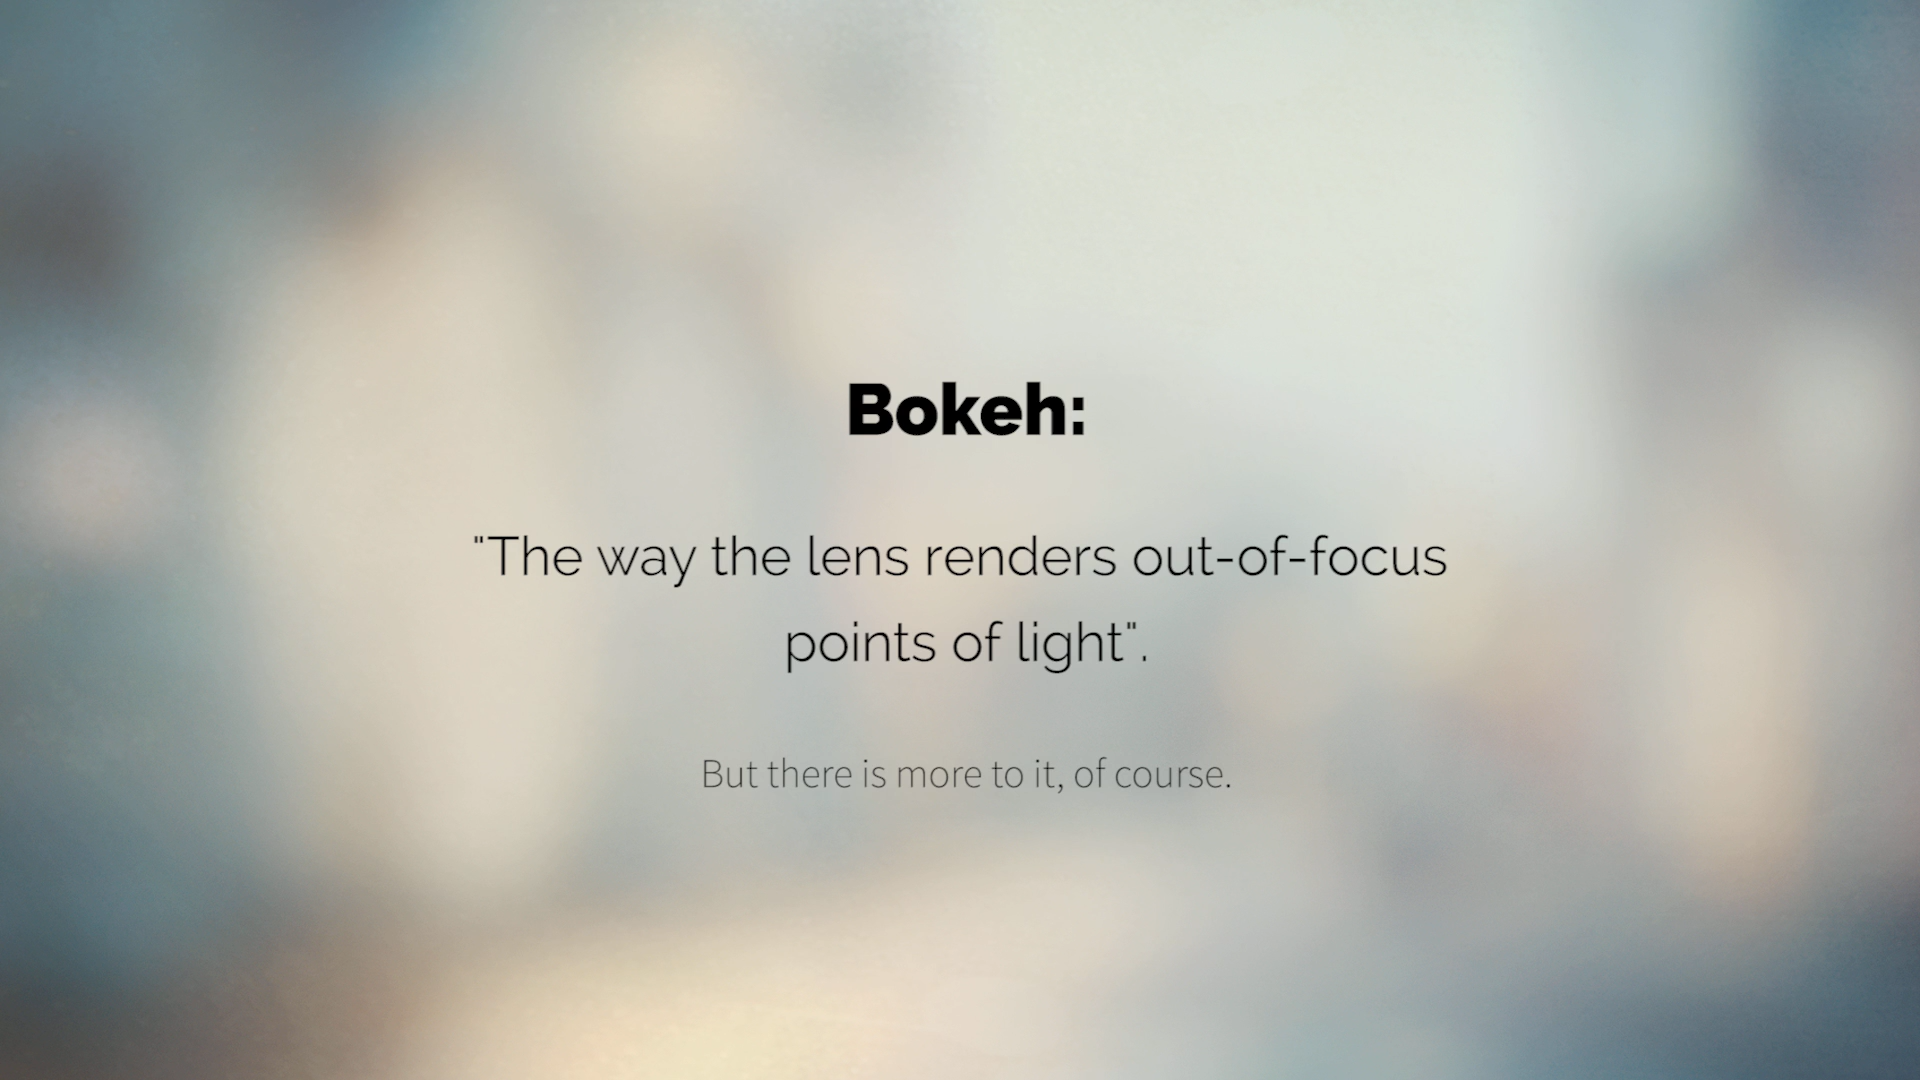 Bokeh:
"The way the lens renders out-of-focus
points of light".
But there is more to it, of course.